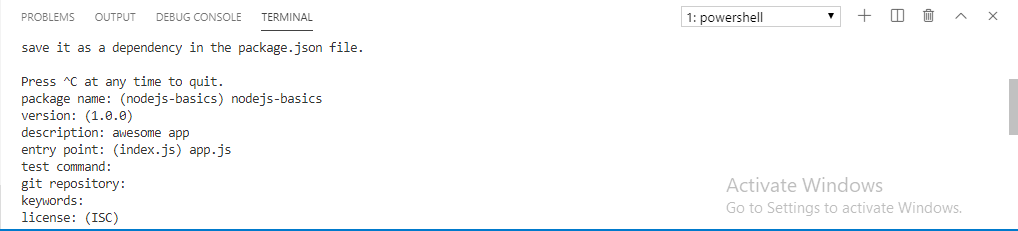 PROBLEMS OUTPUT DEBUG CONSOLE TERMINAL 1: powershell
save it as a dependency in the package.json file.
Press ^C at any time to quit.
package name: (nodejs-basics) nodejs-basics
version: (1.0.0)
description: awesome app
entry point: (index.js) app.js
test command:
git repository:
keywords:
license: (ISC)
Activate Windows
Go to Settings to activate Windows.